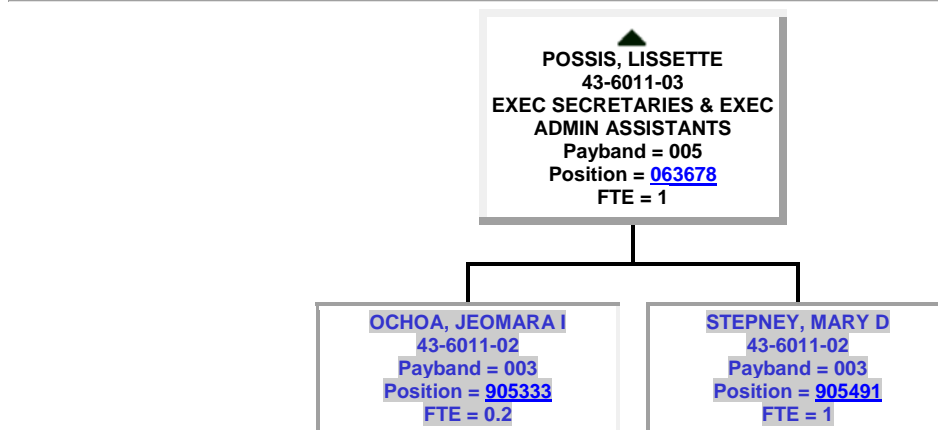 POSSIS, LISSETTE
43-6011-03
EXEC SECRETARIES & EXEC
ADMIN ASSISTANTS
Payband = 005
Position = 063678
FTE = 1
OCHOA, JEOMARA I
43-6011-02
Payband = 003
Position = 905333
FTE = 0.2
STEPNEY, MARY D
43-6011-02
Payband = 003
Position = 905491
FTE = 1